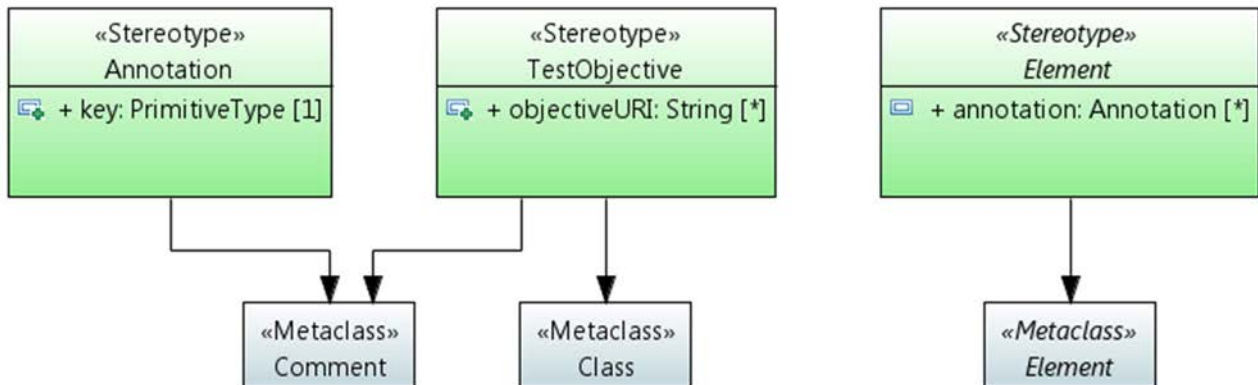 «Stereotype»
Annotation
+ key: PrimitiveType [1]
«Stereotype»
TestObjective
+ objectiveURI: String [*]
«Stereotype»
Element
+ annotation: Annotation [*]
«Metaclass»
Comment
«Metaclass»
Class
«Metaclass»
Element